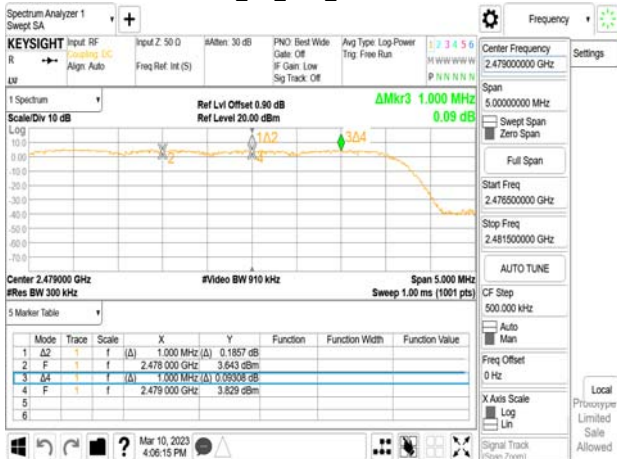 Spectrum Analyzer 1
Swept SA
+
Frequency
KEYSIGHT
R
Input: RF
Coupling: DC
Align: Auto
Input Z: 50 Ω
Freq Ref: Int (S)
#Atten: 30 dB
PNO: Best Wide
Gate: Off
IF Gain: Low
Sig Track: Off
Avg Type: Log-Power
Trig: Free Run
1 2 3 4 5 6
M W W W W W
P N N N N N
1 Spectrum
Scale/Div 10 dB
Log
Ref Lvl Offset 0.90 dB
Ref Level 20.00 dBm
ΔMkr3 1.000 MHz
0.09 dB
10.0
0.00
-10.0
-20.0
-30.0
-40.0
-50.0
-60.0
-70.0
2
1Δ2
4
3Δ4
Center 2.479000 GHz
#Res BW 300 kHz
#Video BW 910 kHz
Span 5.000 MHz
Sweep 1.00 ms (1001 pts)
5 Marker Table
Mode Trace Scale X Y Function Function Width Function Value
1 Δ2 1 f (Δ) 1.000 MHz (Δ) 0.1857 dB
2 F 1 f 2.478 000 GHz 3.643 dBm
3 Δ4 1 f (Δ) 1.000 MHz (Δ) 0.09308 dB
4 F 1 f 2.479 000 GHz 3.829 dBm
5
6
Mar 10, 2023
4:06:15 PM
?
Center Frequency
2.479000000 GHz
Settings
Span
5.00000000 MHz
Swept Span
Zero Span
Full Span
Start Freq
2.476500000 GHz
Stop Freq
2.481500000 GHz
AUTO TUNE
CF Step
500.000 kHz
Auto
Man
Freq Offset
0 Hz
X Axis Scale
Log
Lin
Signal Track
(Span Zoom)
Local
Prototype
Limited
Sale
Allowed